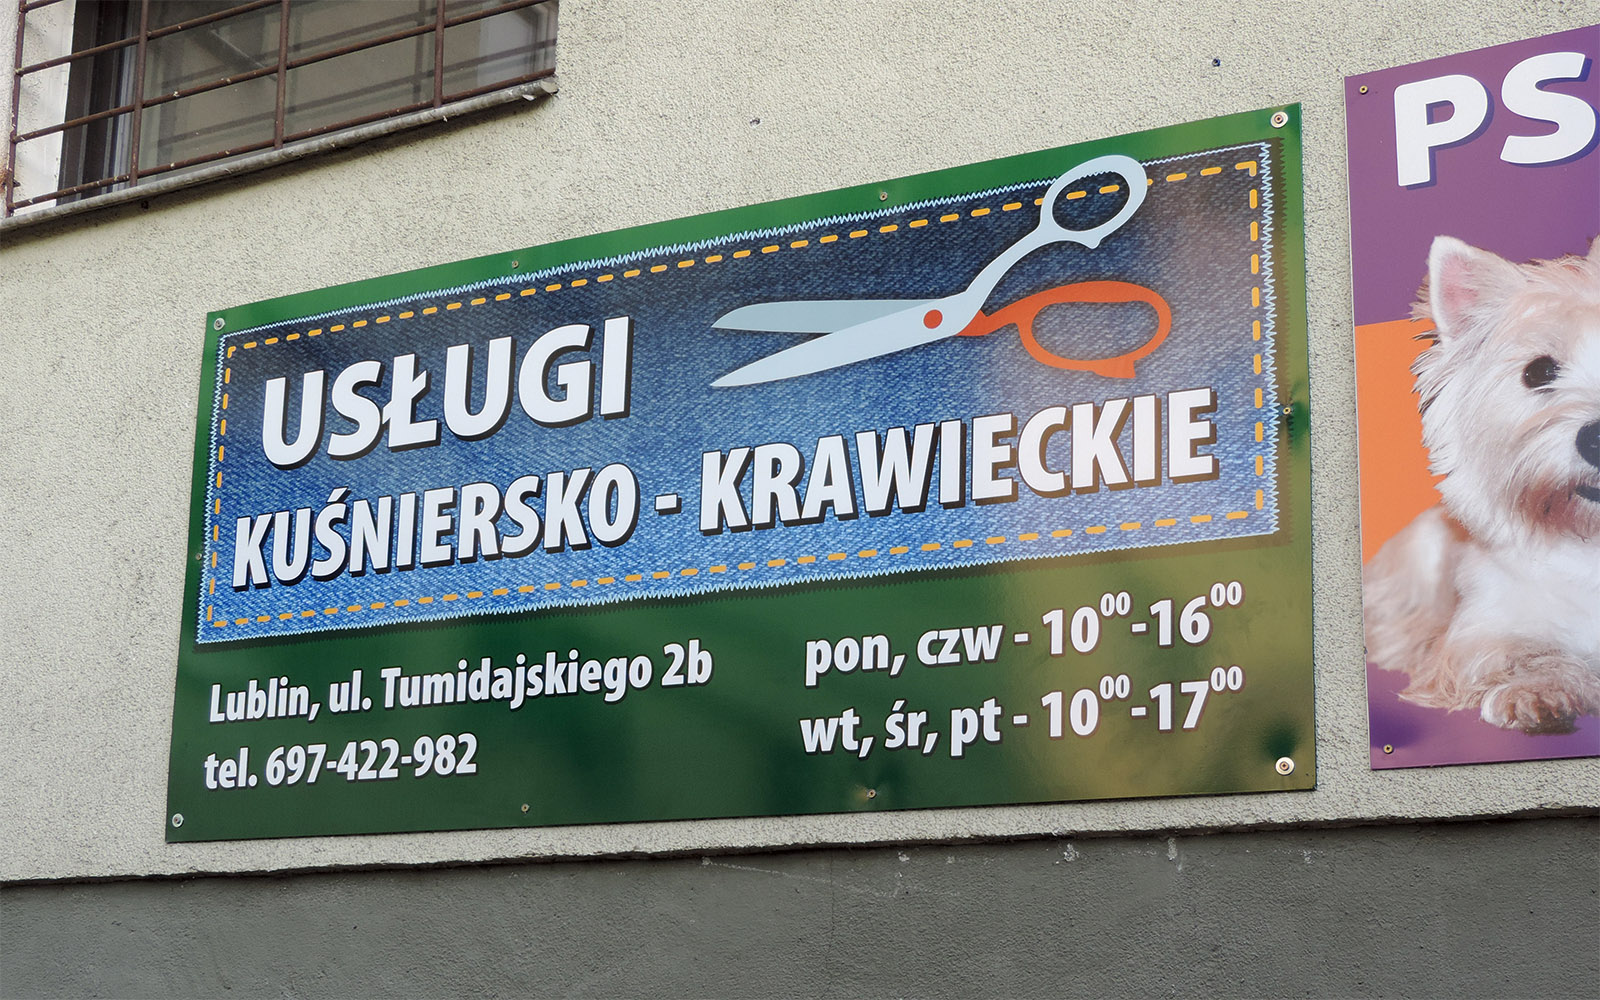 USŁUGI
KUŚNIERSKO - KRAWIECKIE
Lublin, ul. Tumidajskiego 2b
tel. 697-422-982
pon, czw - 10⁰⁰-16⁰⁰
wt, śr, pt - 10⁰⁰-17⁰⁰
PS